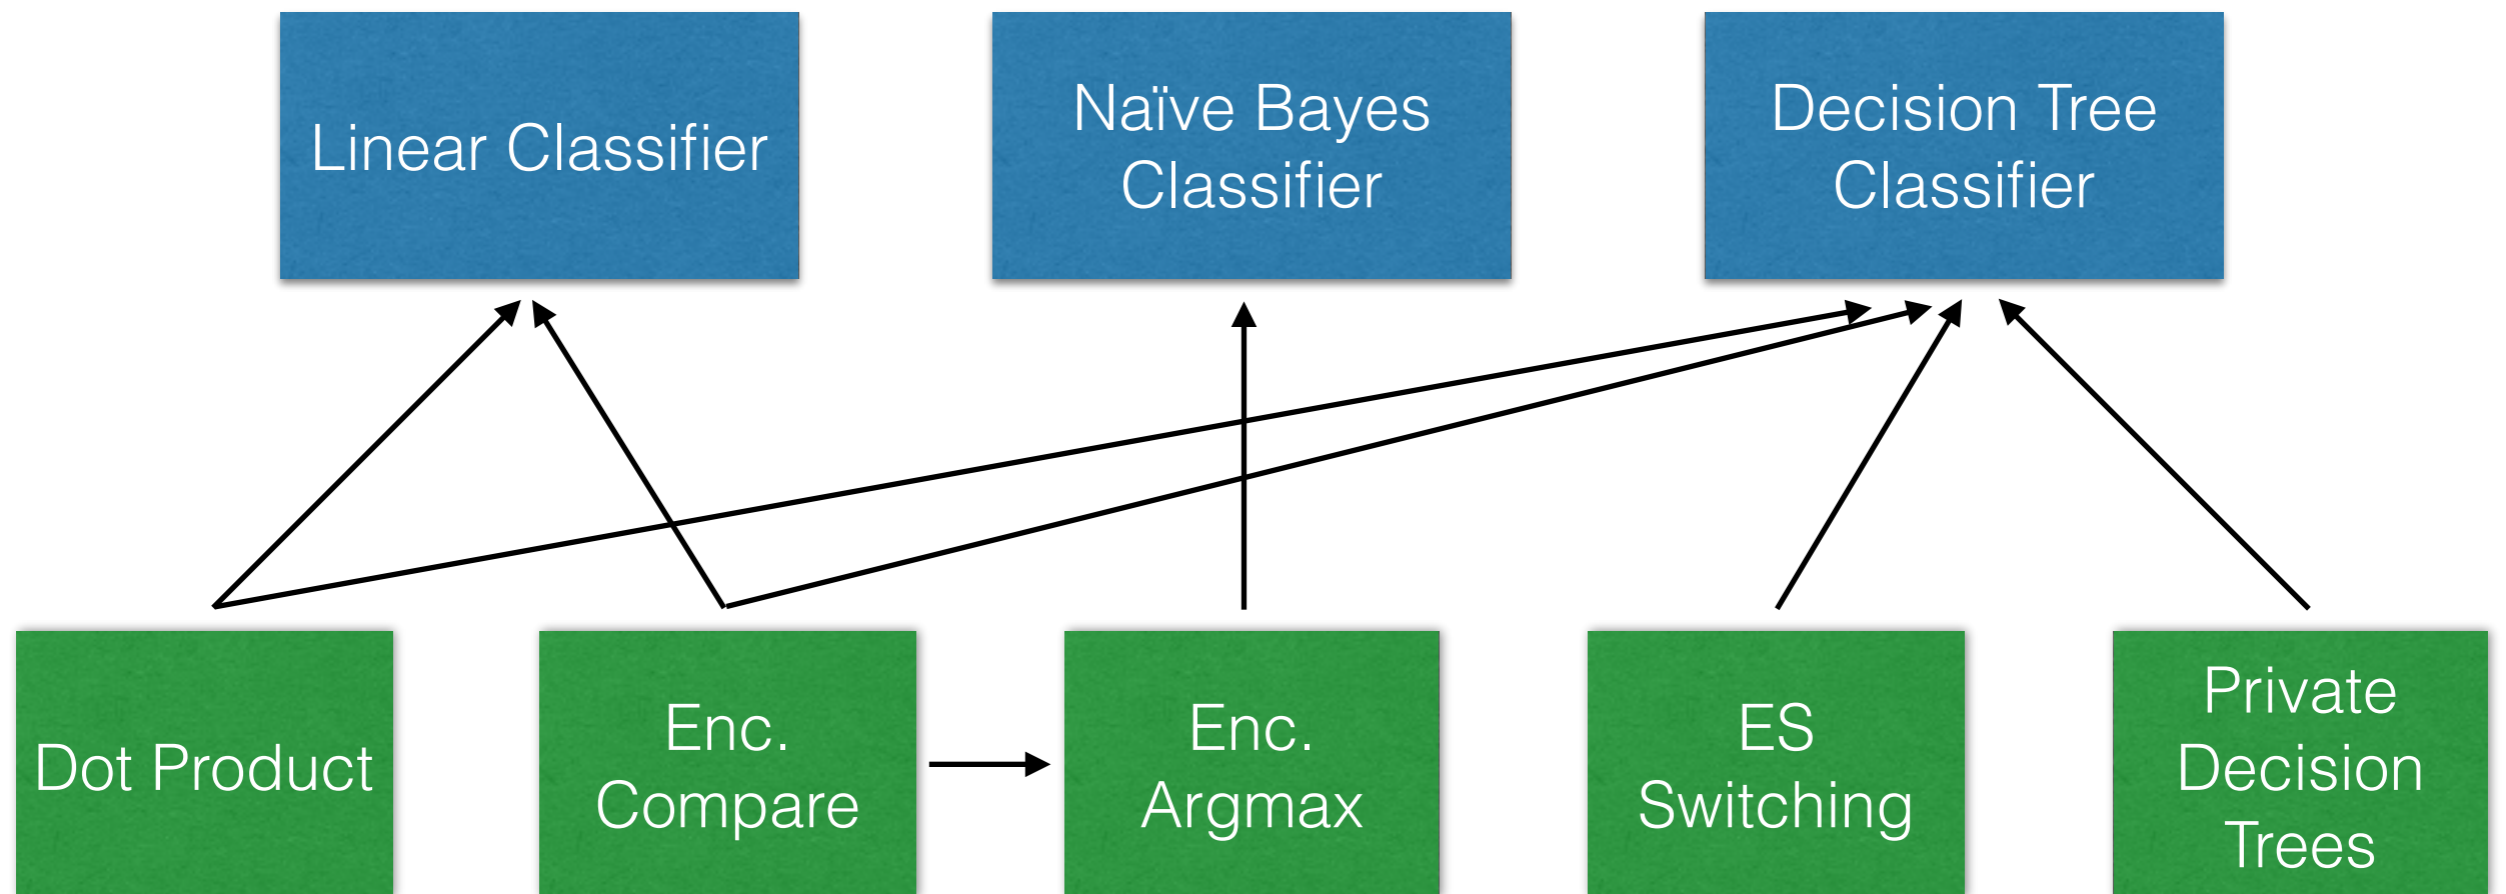 Linear Classifier
Naïve Bayes
Classifier
Decision Tree
Classifier
Dot Product
Enc.
Compare
Enc.
Argmax
ES
Switching
Private
Decision
Trees